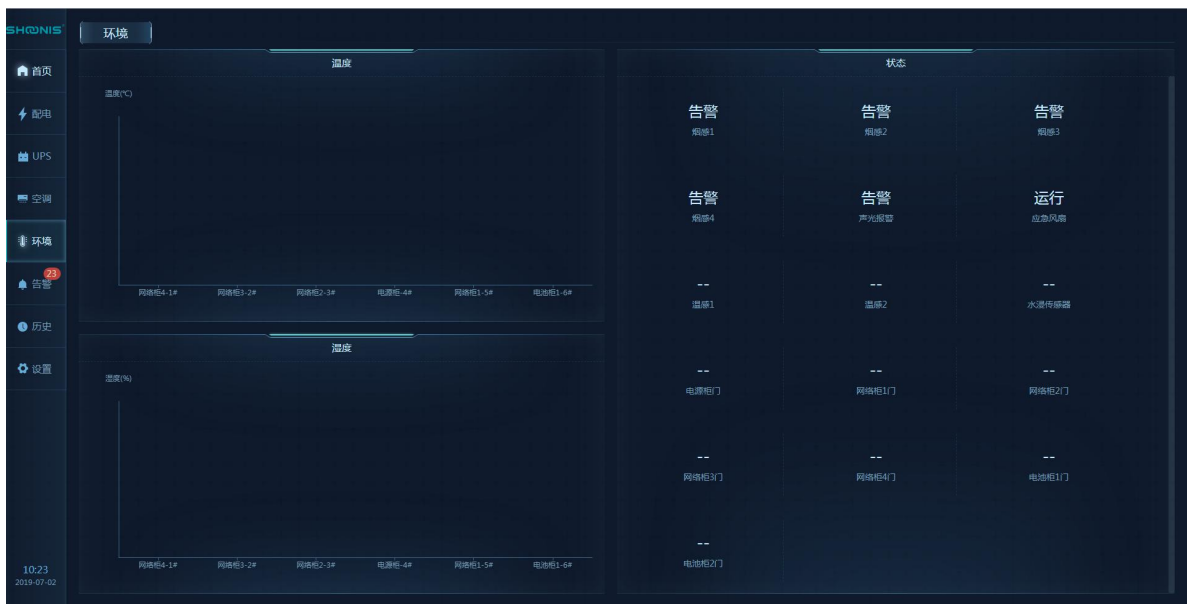 SHOONIS
首页
配电
UPS
空调
环境
告警
23
历史
设置
10:23
2019-07-02
环境
温度
温度(℃)
网络柜4-1# 网络柜3-2# 网络柜2-3# 电源柜-4# 网络柜1-5# 电池柜1-6#
湿度
湿度(%)
网络柜4-1# 网络柜3-2# 网络柜2-3# 电源柜-4# 网络柜1-5# 电池柜1-6#
状态
告警 告警 告警
烟感1 烟感2 烟感3
告警 告警 运行
烟感4 声光报警 应急风扇
-- -- --
温感1 温感2 水浸传感器
-- -- --
电源柜门 网络柜1门 网络柜2门
-- -- --
网络柜3门 网络柜4门 电池柜1门
--
电池柜2门